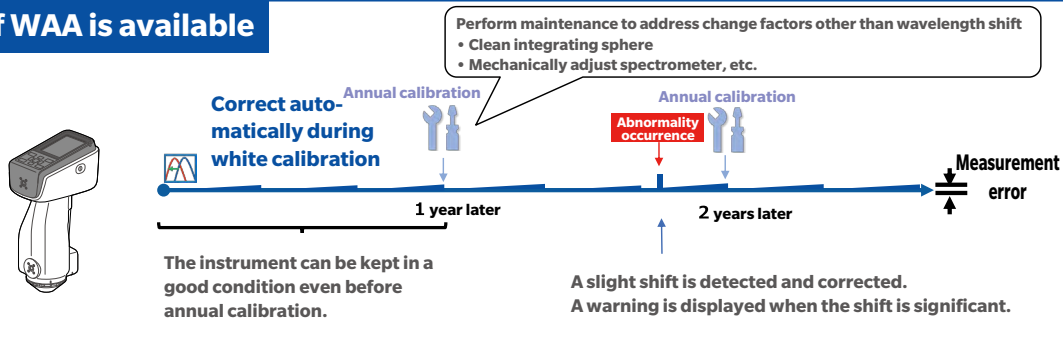 f WAA is available
Perform maintenance to address change factors other than wavelength shift
• Clean integrating sphere
• Mechanically adjust spectrometer, etc.
Annual calibration
Annual calibration
Correct auto-
matically during
white calibration
Abnormality
occurrence
Measurement
error
1 year later
2 years later
The instrument can be kept in a
good condition even before
annual calibration.
A slight shift is detected and corrected.
A warning is displayed when the shift is significant.